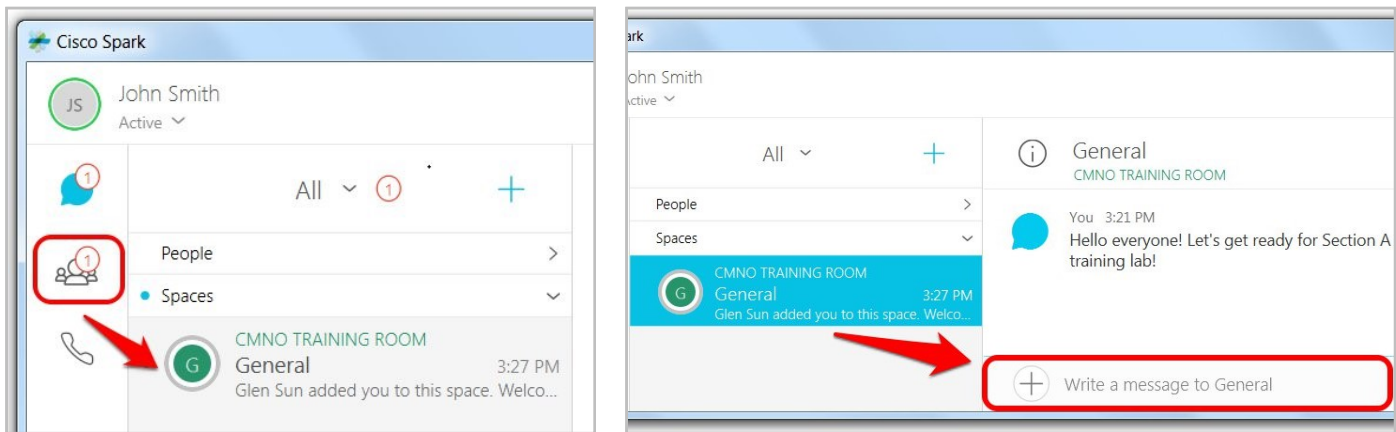 Cisco Spark
JS
John Smith
Active
1
All
1
1
People
Spaces
G
CMNO TRAINING ROOM
General
3:27 PM
Glen Sun added you to this space. Welco...
ark
ohn Smith
ctive
All
People
Spaces
G
CMNO TRAINING ROOM
General
3:27 PM
Glen Sun added you to this space. Welco...
General
CMNO TRAINING ROOM
You 3:21 PM
Hello everyone! Let's get ready for Section A
training lab!
Write a message to General